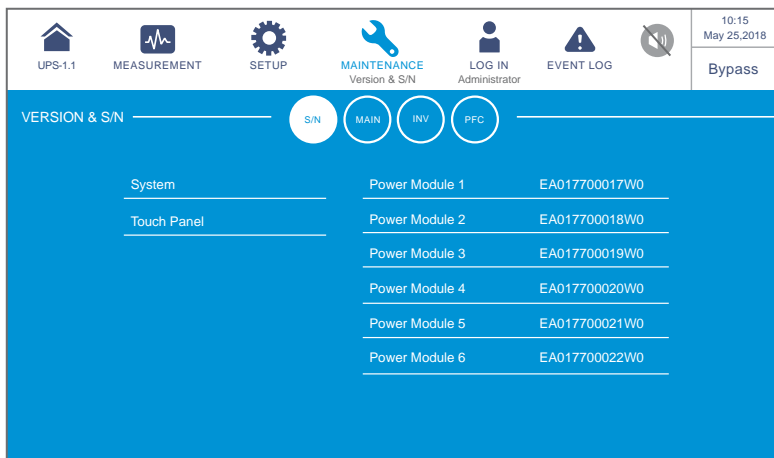 10:15
May 25,2018
UPS-1.1
MEASUREMENT
SETUP
MAINTENANCE
Version & S/N
LOG IN
Administrator
EVENT LOG
Bypass
VERSION & S/N
S/N
MAIN
INV
PFC
System
Touch Panel
Power Module 1 EA017700017W0
Power Module 2 EA017700018W0
Power Module 3 EA017700019W0
Power Module 4 EA017700020W0
Power Module 5 EA017700021W0
Power Module 6 EA017700022W0